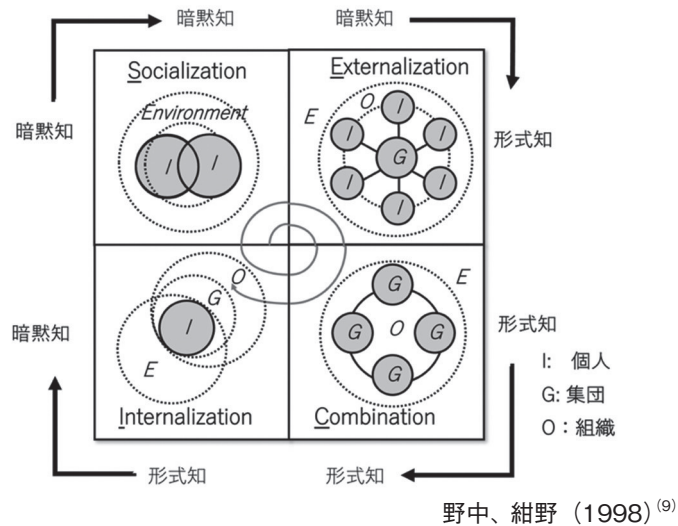 暗黙知
暗黙知
Socialization
Externalization
Environment
E
O
I
I
I
I
I
G
I
I
I
I
暗黙知
形式知
O
G
I
E
E
G
G
O
G
G
暗黙知
形式知
I: 個人
G: 集団
O：組織
Internalization
Combination
形式知
形式知
野中、紺野（1998）(9)